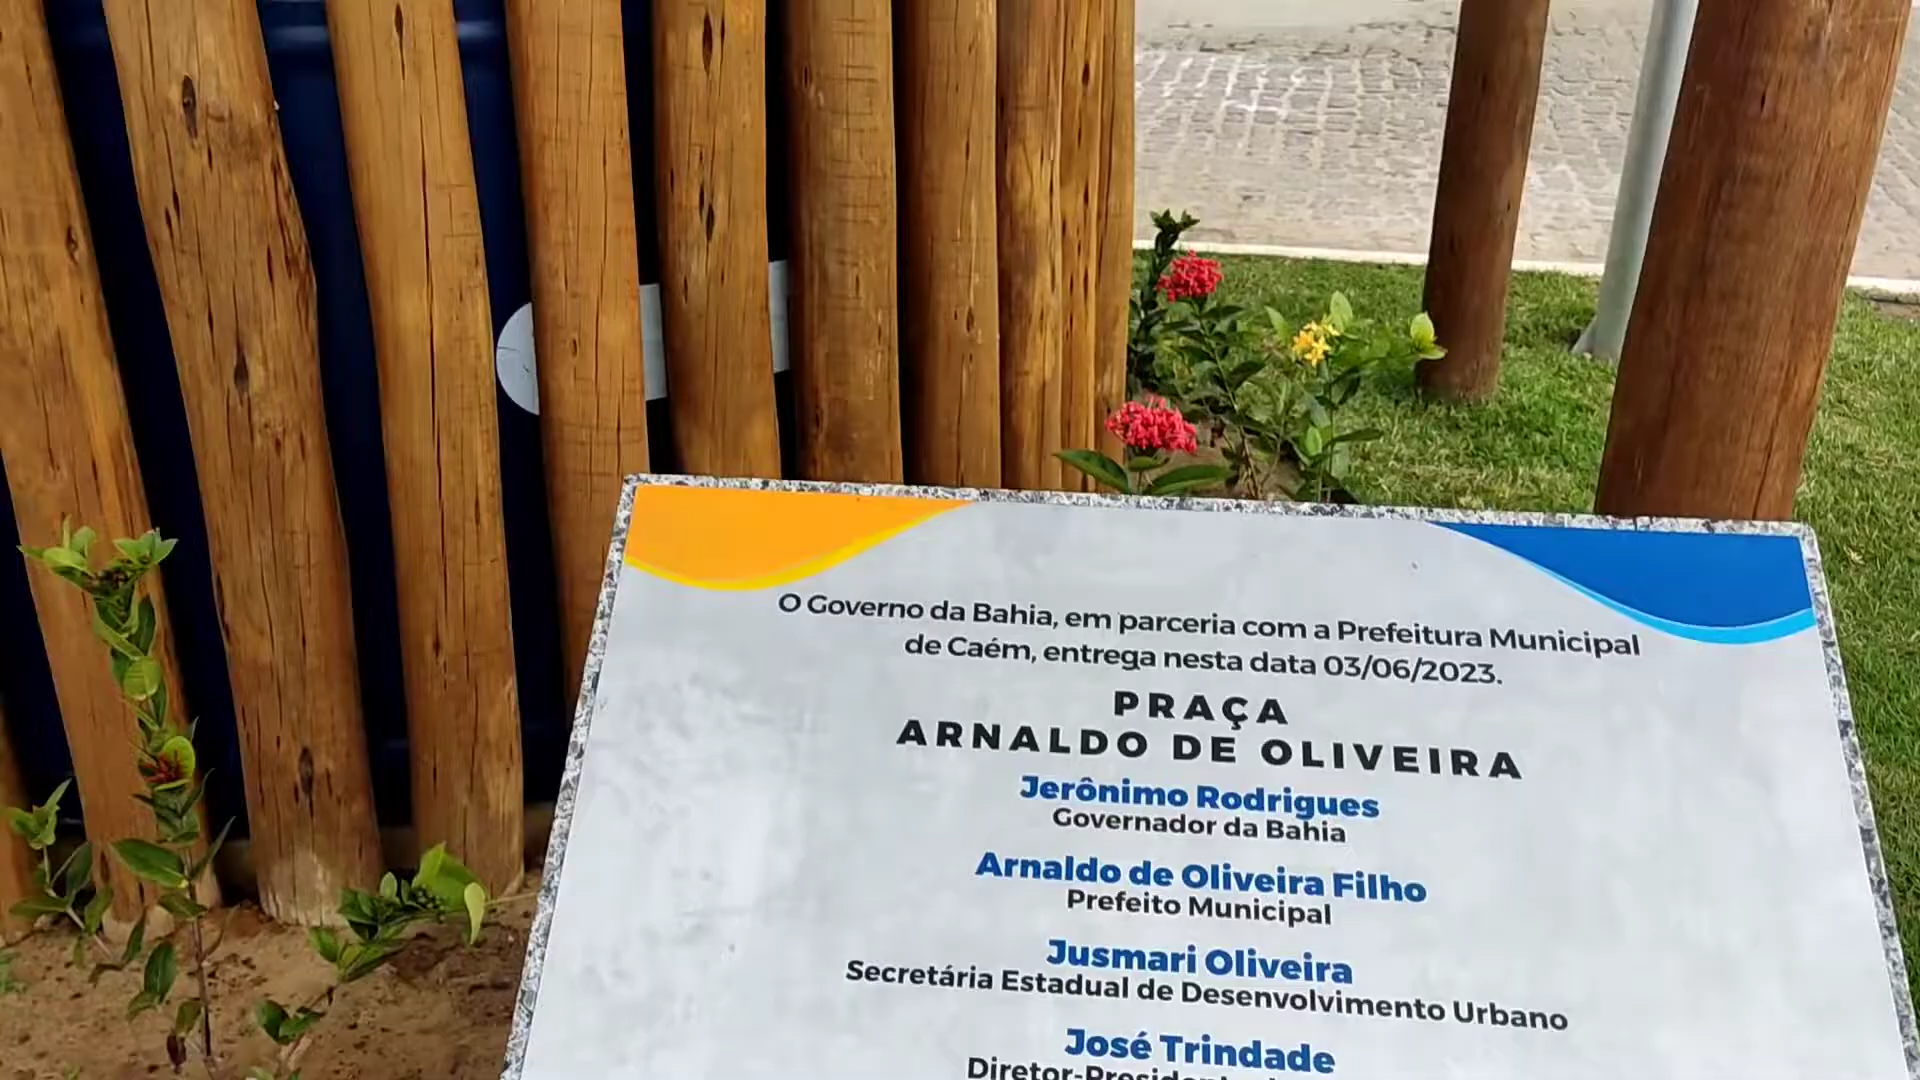 O Governo da Bahia, em parceria com a Prefeitura Municipal
de Caém, entrega nesta data 03/06/2023.
PRAÇA
ARNALDO DE OLIVEIRA
Jerônimo Rodrigues
Governador da Bahia
Arnaldo de Oliveira Filho
Prefeito Municipal
Jusmari Oliveira
Secretária Estadual de Desenvolvimento Urbano
José Trindade
Diretor-Presidente